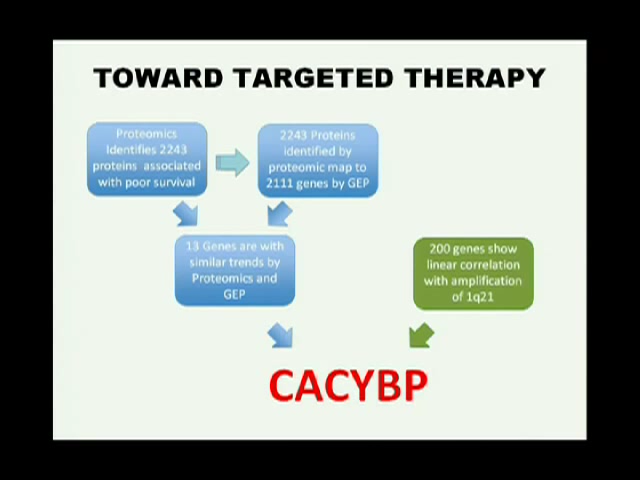 TOWARD TARGETED THERAPY
Proteomics
Identifies 2243
proteins associated
with poor survival
2243 Proteins
identified by
proteomic map to
2111 genes by GEP
13 Genes are with
similar trends by
Proteomics and
GEP
200 genes show
linear correlation
with amplification
of 1q21
CACYBP